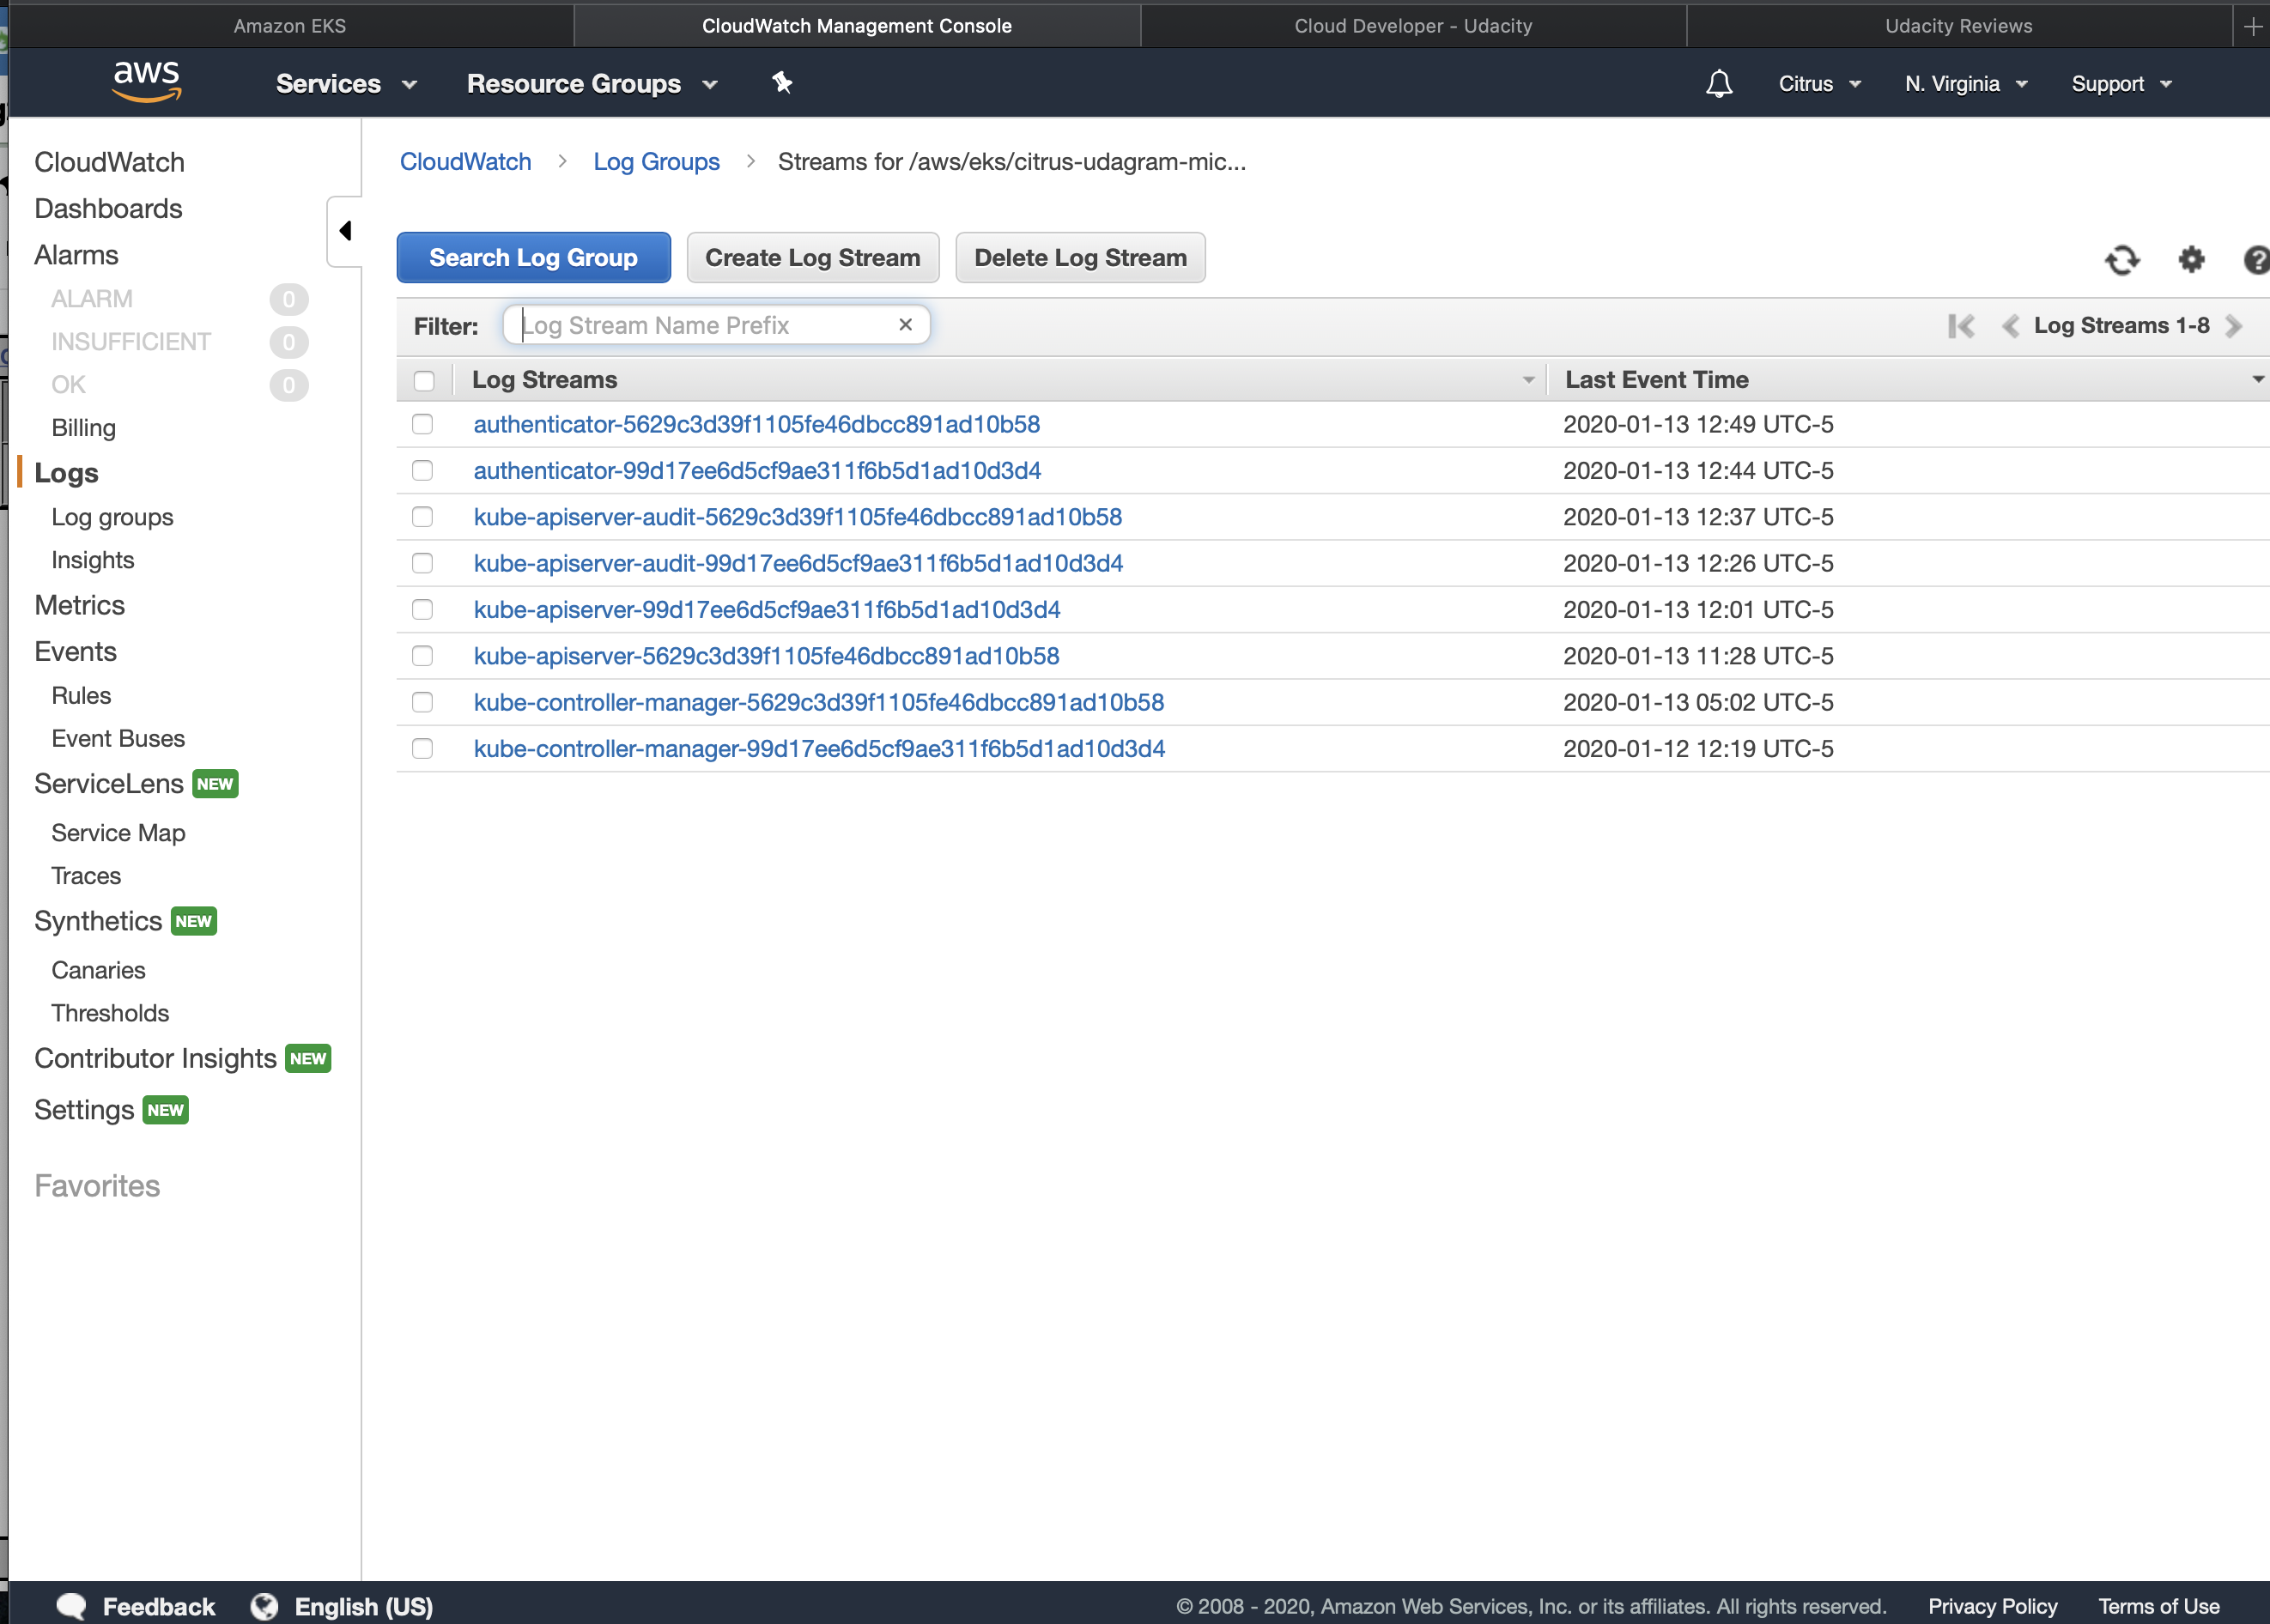 Amazon EKS
CloudWatch Management Console
Cloud Developer - Udacity
Udacity Reviews
aws
Services
Resource Groups
Citrus
N. Virginia
Support
CloudWatch
Dashboards
Alarms
ALARM 0
INSUFFICIENT 0
OK 0
Billing
Logs
Log groups
Insights
Metrics
Events
Rules
Event Buses
ServiceLens NEW
Service Map
Traces
Synthetics NEW
Canaries
Thresholds
Contributor Insights NEW
Settings NEW
Favorites
CloudWatch > Log Groups > Streams for /aws/eks/citrus-udagram-mic...
Search Log Group
Create Log Stream
Delete Log Stream
Filter: Log Stream Name Prefix
Log Streams 1-8
Log Streams Last Event Time
authenticator-5629c3d39f1105fe46dbcc891ad10b58 2020-01-13 12:49 UTC-5
authenticator-99d17ee6d5cf9ae311f6b5d1ad10d3d4 2020-01-13 12:44 UTC-5
kube-apiserver-audit-5629c3d39f1105fe46dbcc891ad10b58 2020-01-13 12:37 UTC-5
kube-apiserver-audit-99d17ee6d5cf9ae311f6b5d1ad10d3d4 2020-01-13 12:26 UTC-5
kube-apiserver-99d17ee6d5cf9ae311f6b5d1ad10d3d4 2020-01-13 12:01 UTC-5
kube-apiserver-5629c3d39f1105fe46dbcc891ad10b58 2020-01-13 11:28 UTC-5
kube-controller-manager-5629c3d39f1105fe46dbcc891ad10b58 2020-01-13 05:02 UTC-5
kube-controller-manager-99d17ee6d5cf9ae311f6b5d1ad10d3d4 2020-01-12 12:19 UTC-5
Feedback
English (US)
© 2008 - 2020, Amazon Web Services, Inc. or its affiliates. All rights reserved.
Privacy Policy
Terms of Use